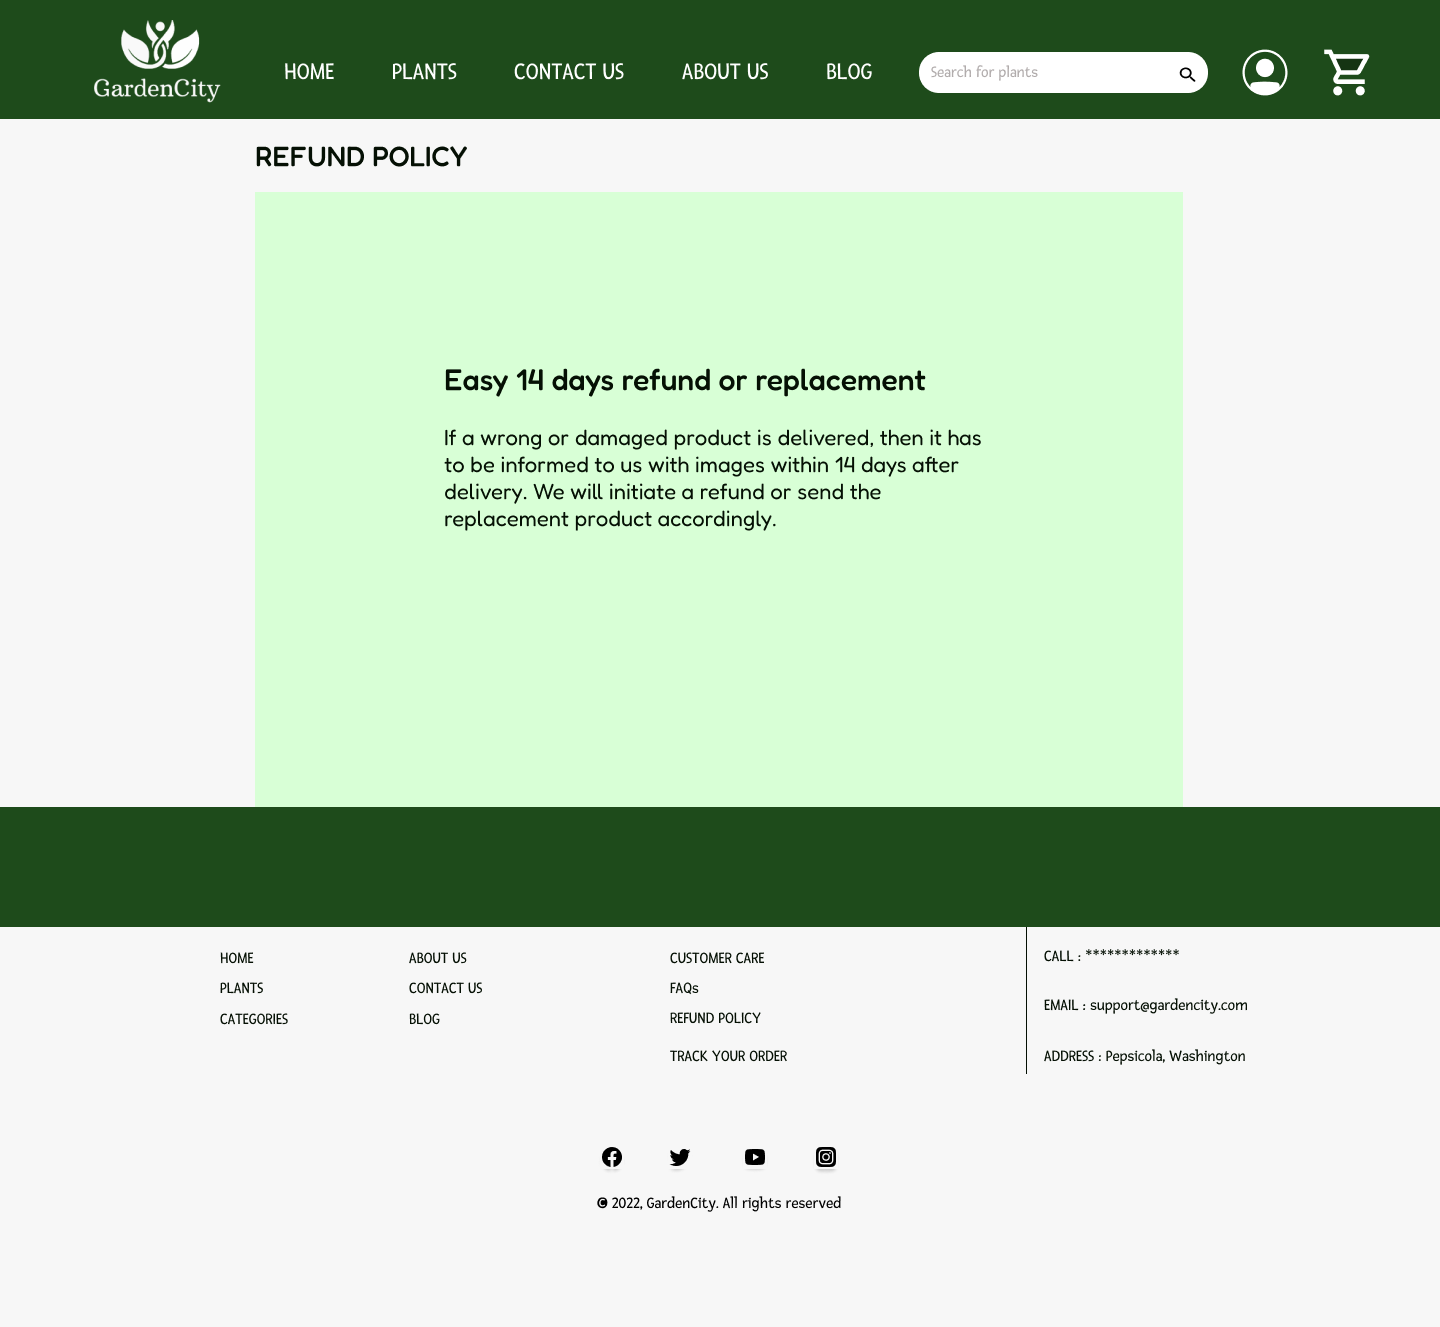 GardenCity
HOME
PLANTS
CONTACT US
ABOUT US
BLOG
Search for plants
REFUND POLICY
Easy 14 days refund or replacement
If a wrong or damaged product is delivered, then it has
to be informed to us with images within 14 days after
delivery. We will initiate a refund or send the
replacement product accordingly.
HOME
PLANTS
CATEGORIES
ABOUT US
CONTACT US
BLOG
CUSTOMER CARE
FAQs
REFUND POLICY
TRACK YOUR ORDER
CALL : *************
EMAIL : support@gardencity.com
ADDRESS : Pepsicola, Washington
© 2022, GardenCity. All rights reserved